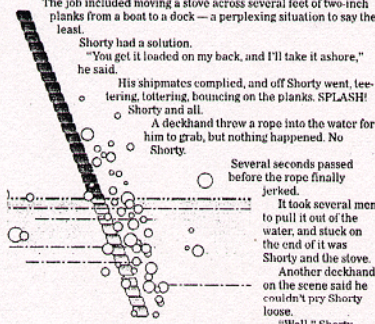 The job included moving a stove across several feet of two-inch
planks from a boat to a dock — a perplexing situation to say the
least.
Shorty had a solution.
"You get it loaded on my back, and I'll take it ashore,"
he said.
His shipmates complied, and off Shorty went, tee-
tering, tottering, bouncing on the planks. SPLASH!
Shorty and all.
A deckhand threw a rope into the water for
him to grab, but nothing happened. No
Shorty.
Several seconds passed
before the rope finally
jerked.
It took several men
to pull it out of the
water, and stuck on
the end of it was
Shorty and the stove.
Another deckhand
on the scene said he
couldn't pry Shorty
loose.
"Well," Shorty